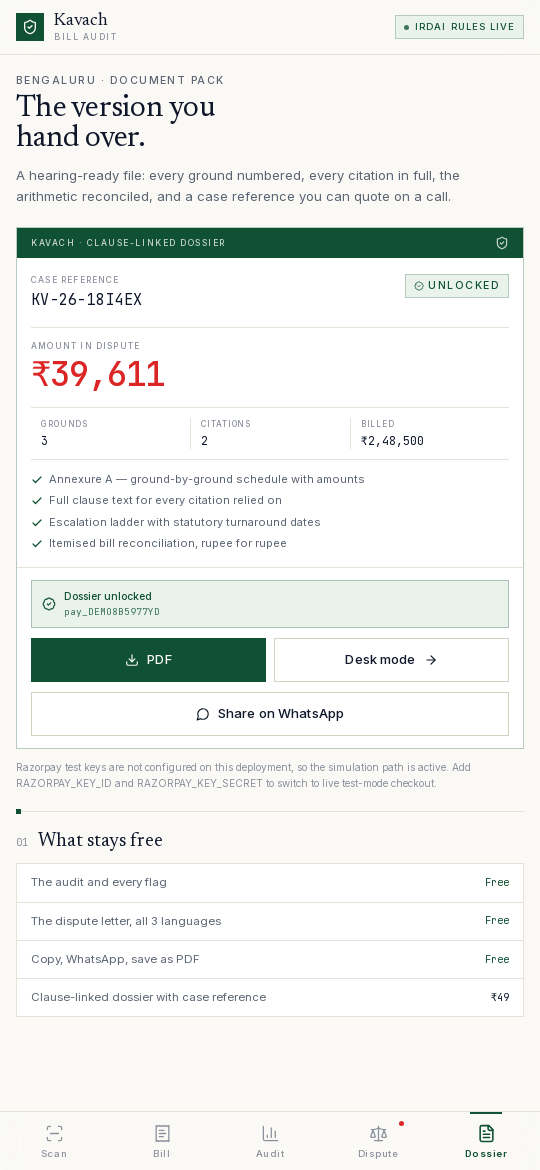 Kavach
BILL AUDIT
IRDAI RULES LIVE
BENGALURU · DOCUMENT PACK
The version you
hand over.
A hearing-ready file: every ground numbered, every citation in full, the
arithmetic reconciled, and a case reference you can quote on a call.
KAVACH · CLAUSE-LINKED DOSSIER
CASE REFERENCE
KV-26-18I4EX
UNLOCKED
AMOUNT IN DISPUTE
₹39,611
GROUNDS
3
CITATIONS
2
BILLED
₹2,48,500
Annexure A — ground-by-ground schedule with amounts
Full clause text for every citation relied on
Escalation ladder with statutory turnaround dates
Itemised bill reconciliation, rupee for rupee
Dossier unlocked
pay_DEMO8B5977YD
PDF
Desk mode
Share on WhatsApp
Razorpay test keys are not configured on this deployment, so the simulation path is active. Add
RAZORPAY_KEY_ID and RAZORPAY_KEY_SECRET to switch to live test-mode checkout.
01 What stays free
The audit and every flag Free
The dispute letter, all 3 languages Free
Copy, WhatsApp, save as PDF Free
Clause-linked dossier with case reference ₹49
Scan
Bill
Audit
Dispute
Dossier